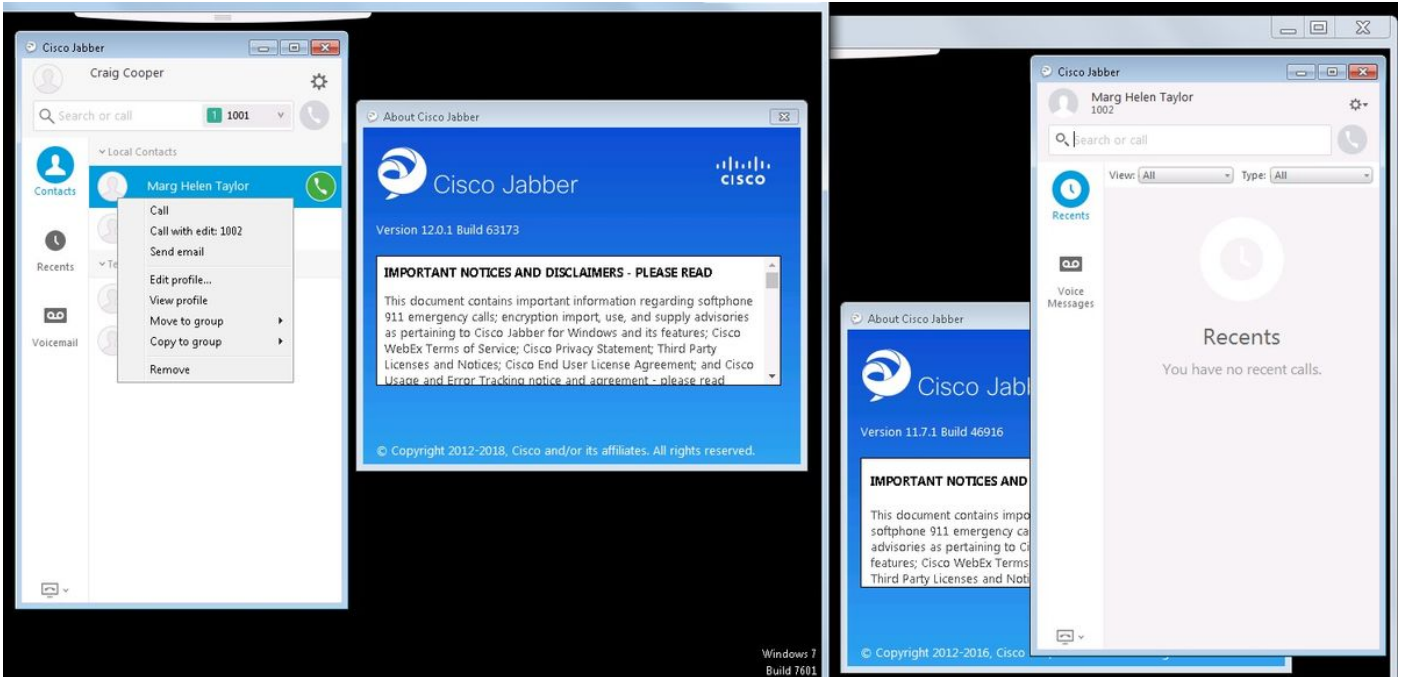 Cisco Jabber
Craig Cooper
Search or call
1
1001
Contacts
Recents
Voicemail
Local Contacts
Marg Helen Taylor
Call
Call with edit: 1002
Send email
Edit profile...
View profile
Move to group
Copy to group
Remove
About Cisco Jabber
Cisco Jabber
CISCO
Version 12.0.1 Build 63173
IMPORTANT NOTICES AND DISCLAIMERS - PLEASE READ
This document contains important information regarding softphone
911 emergency calls; encryption import, use, and supply advisories
as pertaining to Cisco Jabber for Windows and its features; Cisco
WebEx Terms of Service; Cisco Privacy Statement; Third Party
Licenses and Notices; Cisco End User License Agreement; and Cisco
Usage and Error Tracking notice and agreement - please read
© Copyright 2012-2018, Cisco and/or its affiliates. All rights reserved.
Windows 7
Build 7601
About Cisco Jabber
Cisco Jab
Version 11.7.1 Build 46916
IMPORTANT NOTICES AND
This document contains impo
softphone 911 emergency ca
advisories as pertaining to Ci
features; Cisco WebEx Terms
Third Party Licenses and Noti
© Copyright 2012-2016, Cisco
Cisco Jabber
Marg Helen Taylor
1002
Search or call
View: All
Type: All
Recents
Voice
Messages
Recents
You have no recent calls.